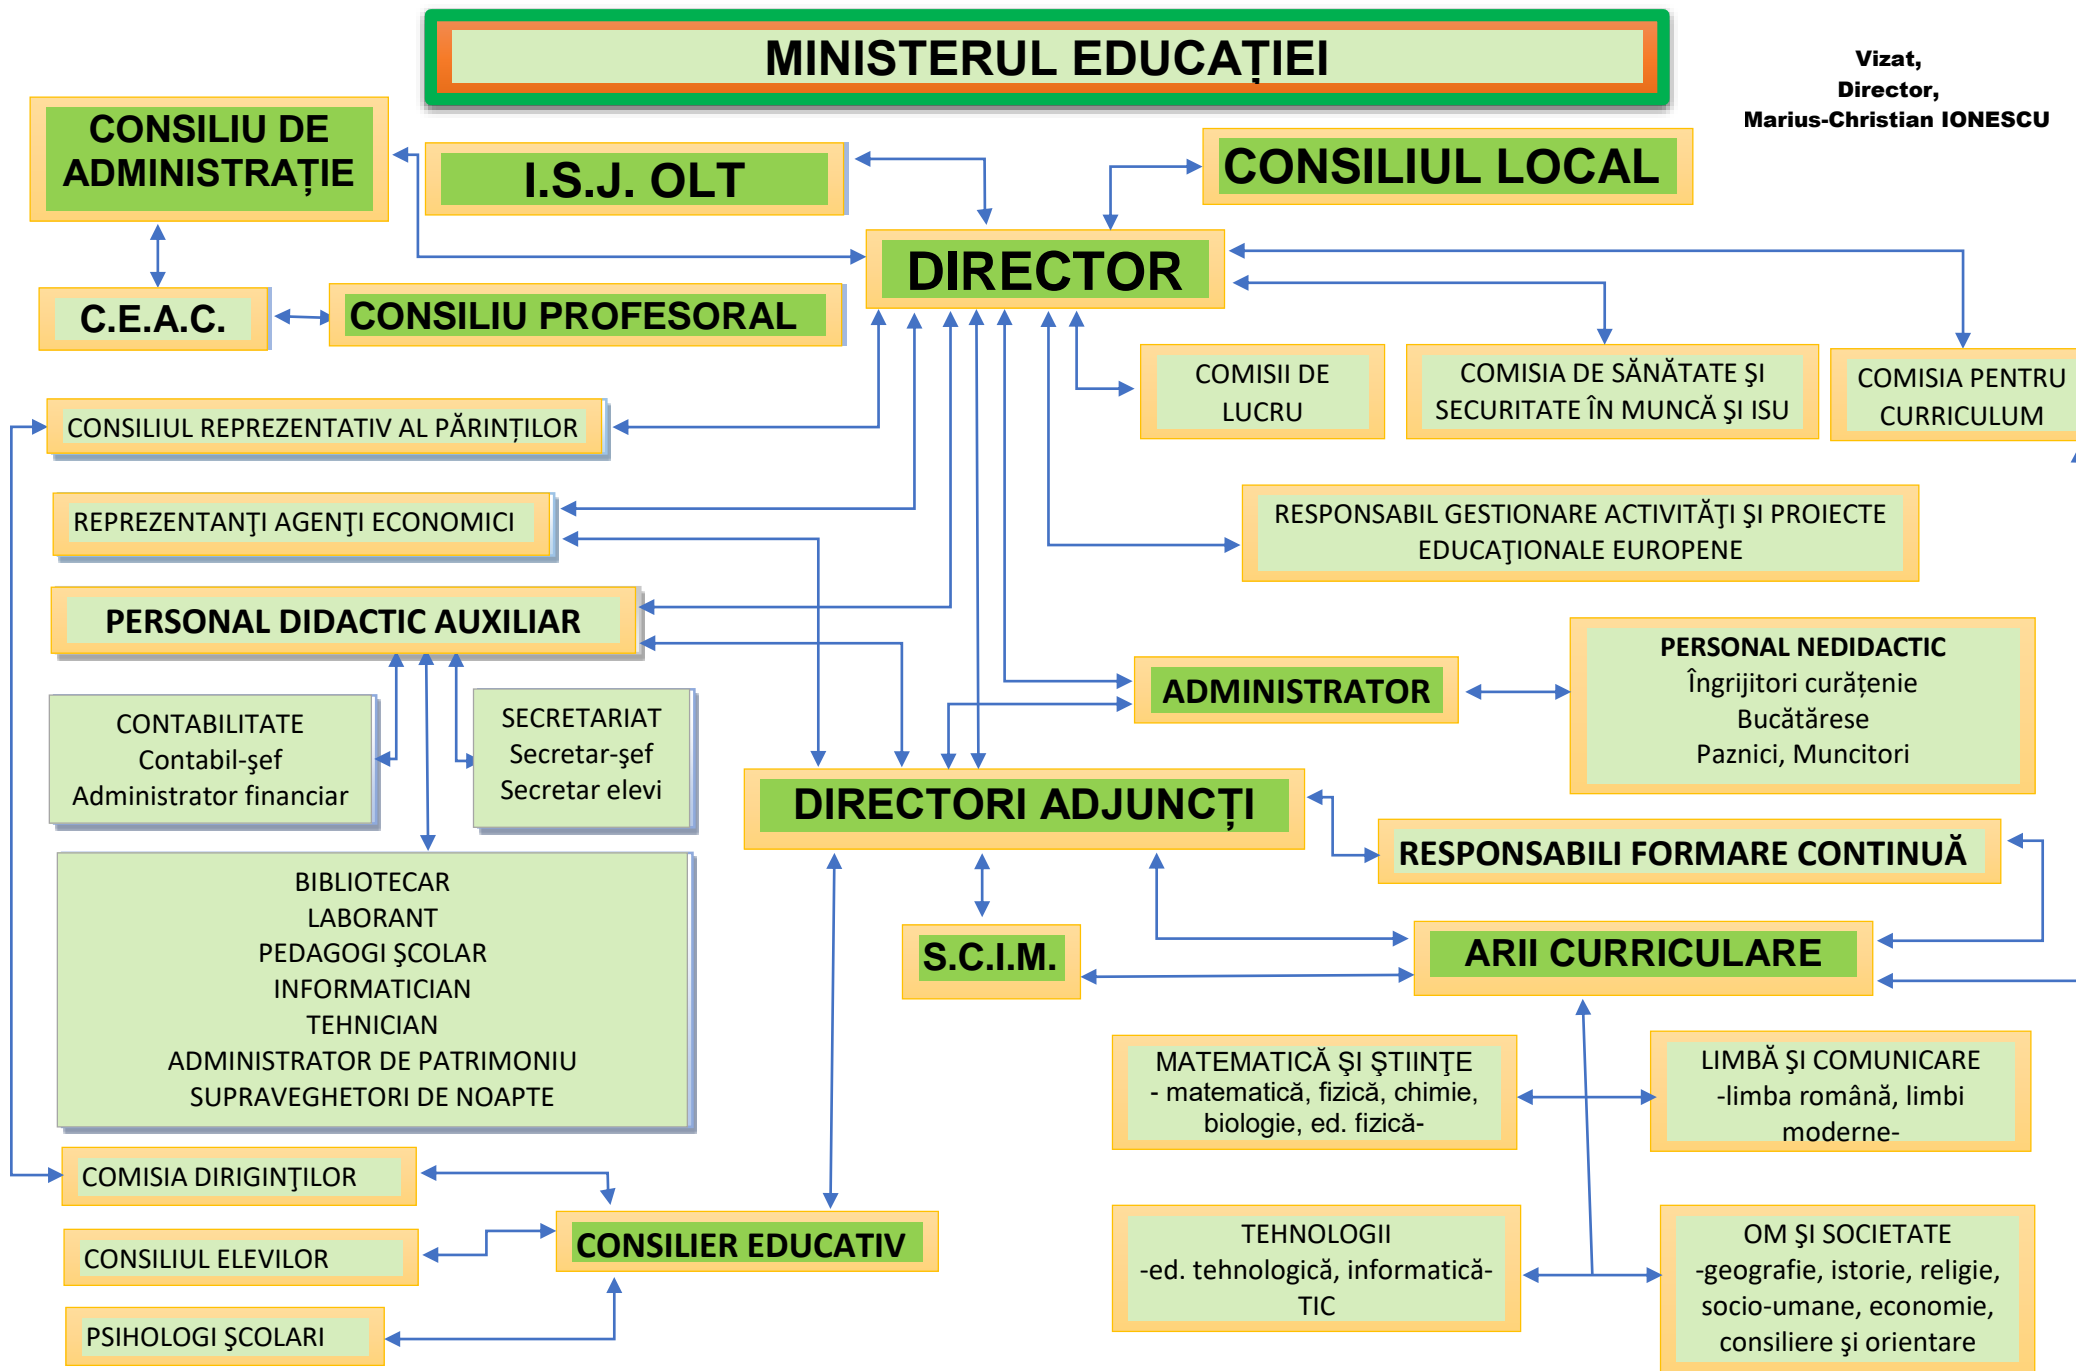 MINISTERUL EDUCAȚIEI
Vizat,
Director,
Marius-Christian IONESCU
CONSILIU DE
ADMINISTRAȚIE
I.S.J. OLT
CONSILIUL LOCAL
DIRECTOR
C.E.A.C.
CONSILIU PROFESORAL
COMISII DE
LUCRU
COMISIA DE SĂNĂTATE ŞI
SECURITATE ÎN MUNCĂ ŞI ISU
COMISIA PENTRU
CURRICULUM
CONSILIUL REPREZENTATIV AL PĂRINȚILOR
REPREZENTANŢI AGENŢI ECONOMICI
RESPONSABIL GESTIONARE ACTIVITĂŢI ŞI PROIECTE
EDUCAŢIONALE EUROPENE
PERSONAL DIDACTIC AUXILIAR
ADMINISTRATOR
PERSONAL NEDIDACTIC
Îngrijitori curățenie
Bucătărese
Paznici, Muncitori
CONTABILITATE
Contabil-şef
Administrator financiar
SECRETARIAT
Secretar-şef
Secretar elevi
DIRECTORI ADJUNCȚI
RESPONSABILI FORMARE CONTINUĂ
BIBLIOTECAR
LABORANT
PEDAGOGI ŞCOLAR
INFORMATICIAN
TEHNICIAN
ADMINISTRATOR DE PATRIMONIU
SUPRAVEGHETORI DE NOAPTE
S.C.I.M.
ARII CURRICULARE
MATEMATICĂ ŞI ŞTIINŢE
- matematică, fizică, chimie,
biologie, ed. fizică-
LIMBĂ ŞI COMUNICARE
-limba română, limbi
moderne-
COMISIA DIRIGINŢILOR
CONSILIER EDUCATIV
CONSILIUL ELEVILOR
PSIHOLOGI ŞCOLARI
TEHNOLOGII
-ed. tehnologică, informatică-
TIC
OM ŞI SOCIETATE
-geografie, istorie, religie,
socio-umane, economie,
consiliere şi orientare